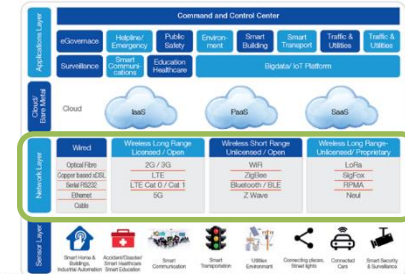 Command and Control Center
Applications Layer
eGovernace
Helpline/
Emergency
Public
Safety
Environ-
ment
Smart
Building
Smart
Transport
Traffic &
Utilities
Traffic &
Utilities
Surveillance
Smart
Communi-
cations
Education
Healthcare
Bigdata/ IoT Platform
Cloud/
Bare Metal
Cloud
IaaS
PaaS
SaaS
Network Layer
Wired
Optical Fibre
Copper based xDSL
Serial RS232
Ethernet
Cable
Wireless Long Range
Licensed / Open
2G / 3G
LTE
LTE Cat 0 / Cat 1
5G
Wireless Short Range
Unlicensed / Open
WiFi
ZigBee
Bluetooth / BLE
Z Wave
Wireless Long Range-
Unlicensed/ Proprietary
LoRa
SigFox
RPMA
Neul
Sensor Layer
Smart Home &
Buildings,
Industrial Automation
Accident/Disaster/
Smart Healthcare
Smart Education
Smart
Communication
Smart
Transportation
Utilities
Environment
Connecting places,
Street lights
Connected
Cars
Smart Security
& Surveillance